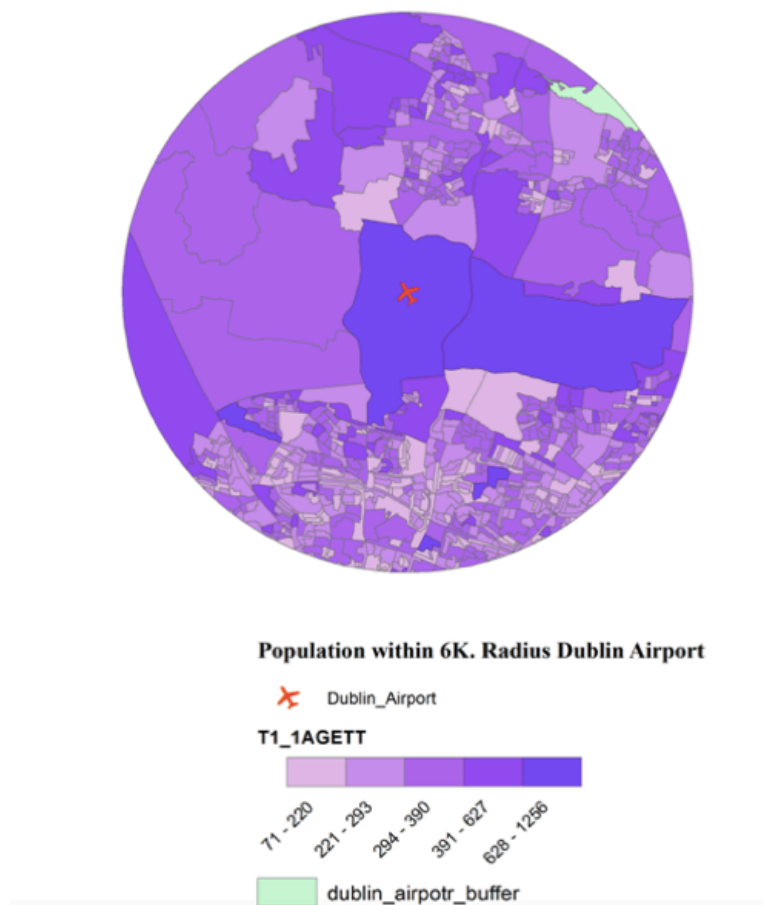 Population within 6K. Radius Dublin Airport
Dublin_Airport
T1_1AGETT
71 - 220
221 - 293
294 - 390
391 - 627
628 - 1256
dublin_airpotr_buffer